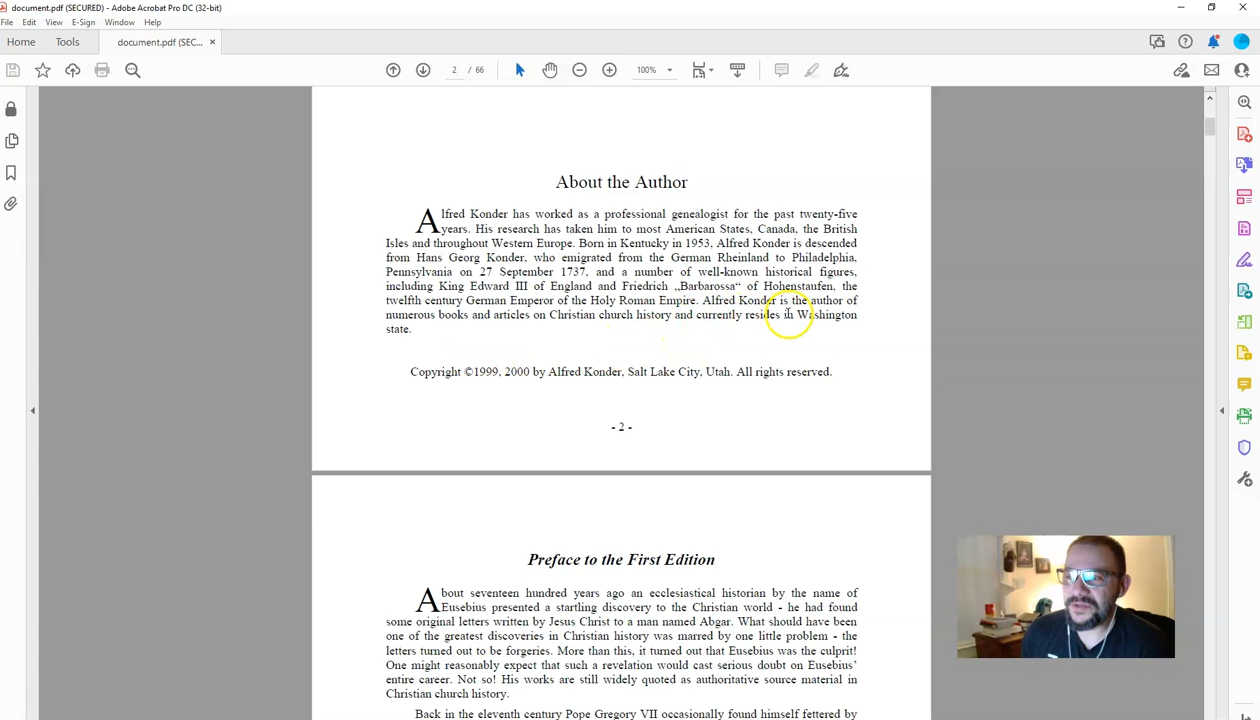 document.pdf (SECURED) - Adobe Acrobat Pro DC (32-bit)
File Edit View E-Sign Window Help
Home Tools document.pdf (SEC... ×
2 / 66 100%
About the Author
Alfred Konder has worked as a professional genealogist for the past twenty-five
years. His research has taken him to most American States, Canada, the British
Isles and throughout Western Europe. Born in Kentucky in 1953, Alfred Konder is descended
from Hans Georg Konder, who emigrated from the German Rheinland to Philadelphia,
Pennsylvania on 27 September 1737, and a number of well-known historical figures,
including King Edward III of England and Friedrich „Barbarossa“ of Hohenstaufen, the
twelfth century German Emperor of the Holy Roman Empire. Alfred Konder is the author of
numerous books and articles on Christian church history and currently resides in Washington
state.
Copyright ©1999, 2000 by Alfred Konder, Salt Lake City, Utah. All rights reserved.
- 2 -
Preface to the First Edition
About seventeen hundred years ago an ecclesiastical historian by the name of
Eusebius presented a startling discovery to the Christian world - he had found
some original letters written by Jesus Christ to a man named Abgar. What should have been
one of the greatest discoveries in Christian history was marred by one little problem - the
letters turned out to be forgeries. More than this, it turned out that Eusebius was the culprit!
One might reasonably expect that such a revelation would cast serious doubt on Eusebius’
entire career. Not so! His works are still widely quoted as authoritative source material in
Christian church history.
Back in the eleventh century Pope Gregory VII occasionally found himself fettered by